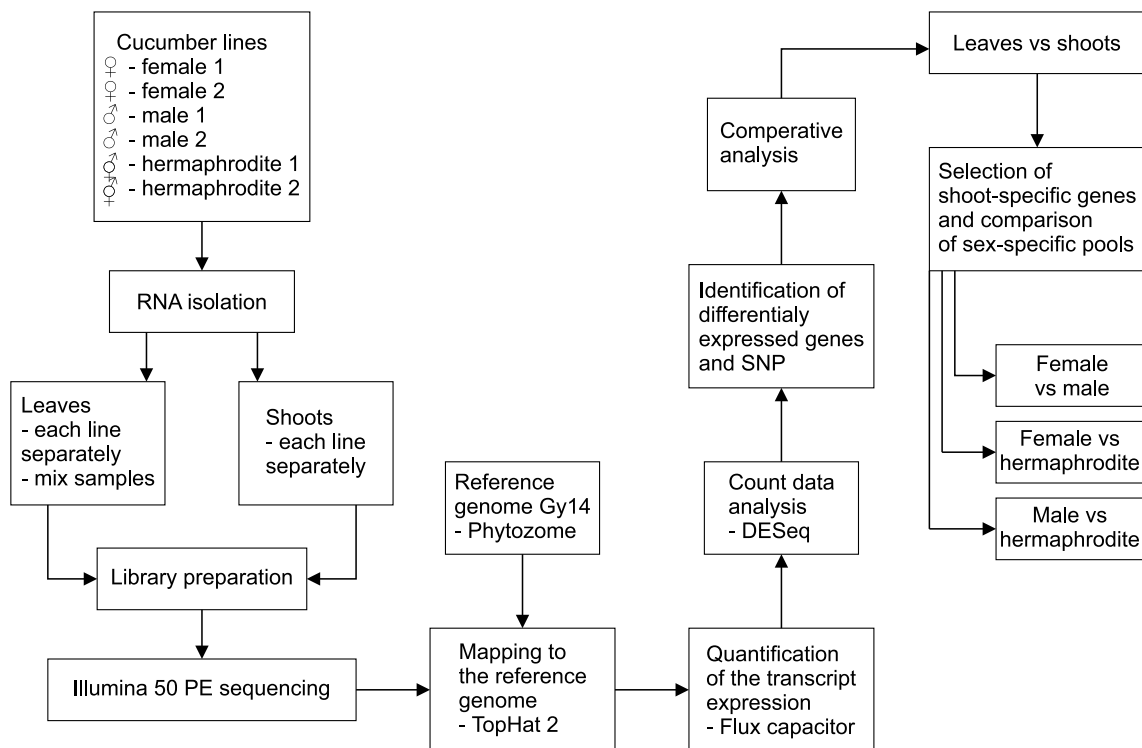 Cucumber lines
♀ - female 1
♀ - female 2
♂ - male 1
♂ - male 2
⚥ - hermaphrodite 1
⚥ - hermaphrodite 2
RNA isolation
Leaves
- each line
separately
- mix samples
Shoots
- each line
separately
Library preparation
Illumina 50 PE sequencing
Reference
genome Gy14
- Phytozome
Mapping to
the reference
genome
- TopHat 2
Quantification
of the transcript
expression
- Flux capacitor
Count data
analysis
- DESeq
Identification of
differentialy
expressed genes
and SNP
Comperative
analysis
Leaves vs shoots
Selection of
shoot-specific genes
and comparison
of sex-specific pools
Female
vs male
Female vs
hermaphrodite
Male vs
hermaphrodite